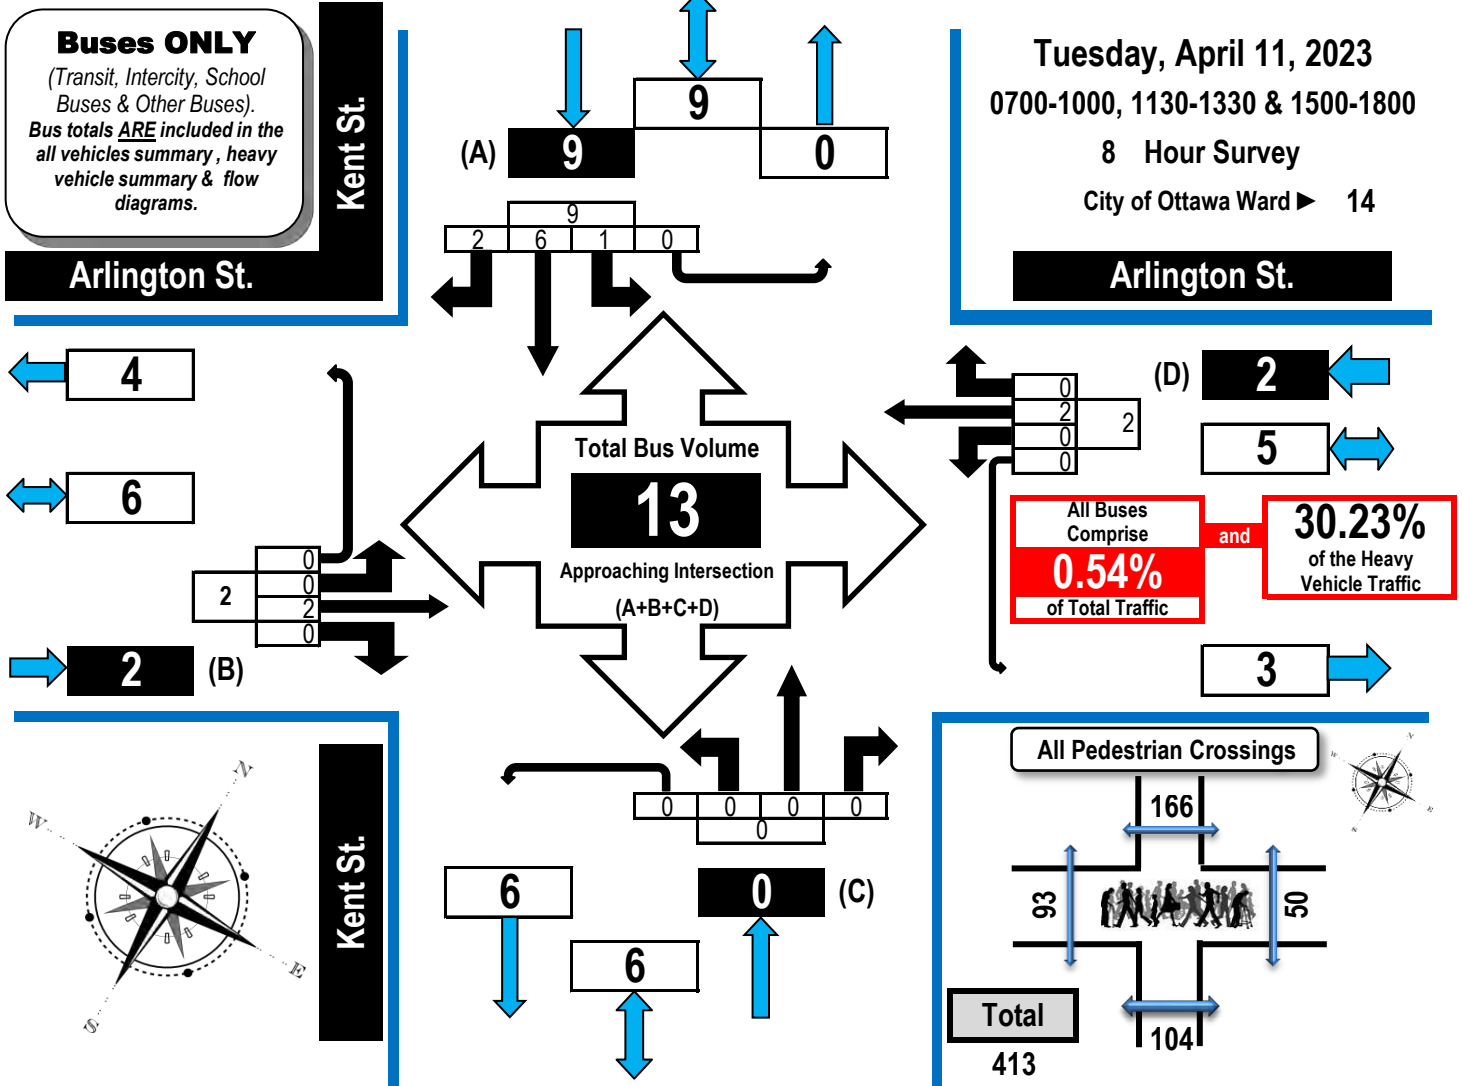 Buses ONLY
(Transit, Intercity, School
Buses & Other Buses).
Bus totals ARE included in the
all vehicles summary , heavy
vehicle summary & flow
diagrams.
Kent St.
Arlington St.
9
(A) 9
0
9
2 6 1 0
Tuesday, April 11, 2023
0700-1000, 1130-1330 & 1500-1800
8 Hour Survey
City of Ottawa Ward ► 14
Arlington St.
4
6
0
0
2
2
0
2 (B)
Total Bus Volume
13
Approaching Intersection
(A+B+C+D)
(D) 2
0
2
0
0
2
5
All Buses
Comprise
0.54%
of Total Traffic
and
30.23%
of the Heavy
Vehicle Traffic
3
N
W
E
S
Kent St.
0 0 0 0
0
6
0 (C)
6
All Pedestrian Crossings
N
W
E
S
166
93
50
104
Total
413